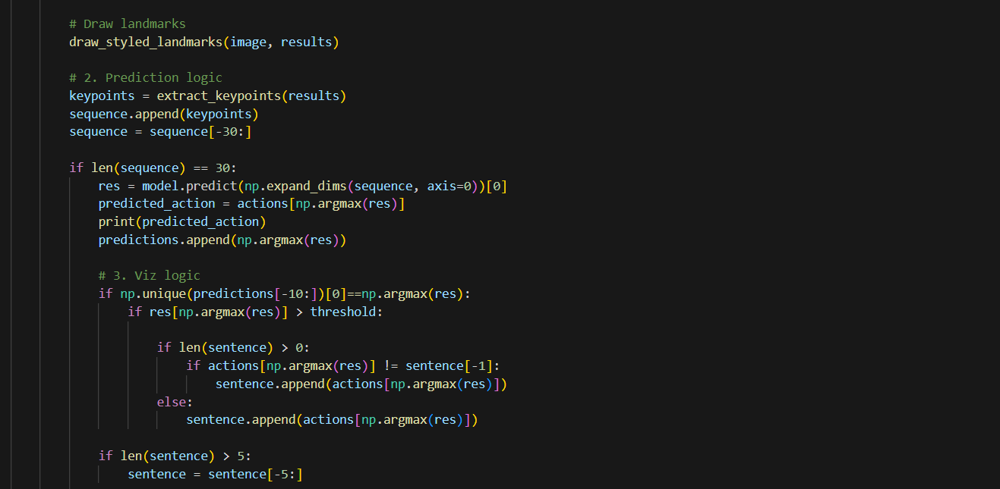 # Draw landmarks
draw_styled_landmarks(image, results)
# 2. Prediction logic
keypoints = extract_keypoints(results)
sequence.append(keypoints)
sequence = sequence[-30:]
if len(sequence) == 30:
res = model.predict(np.expand_dims(sequence, axis=0))[0]
predicted_action = actions[np.argmax(res)]
print(predicted_action)
predictions.append(np.argmax(res))
# 3. Viz logic
if np.unique(predictions[-10:])[0]==np.argmax(res):
if res[np.argmax(res)] > threshold:
if len(sentence) > 0:
if actions[np.argmax(res)] != sentence[-1]:
sentence.append(actions[np.argmax(res)])
else:
sentence.append(actions[np.argmax(res)])
if len(sentence) > 5:
sentence = sentence[-5:]